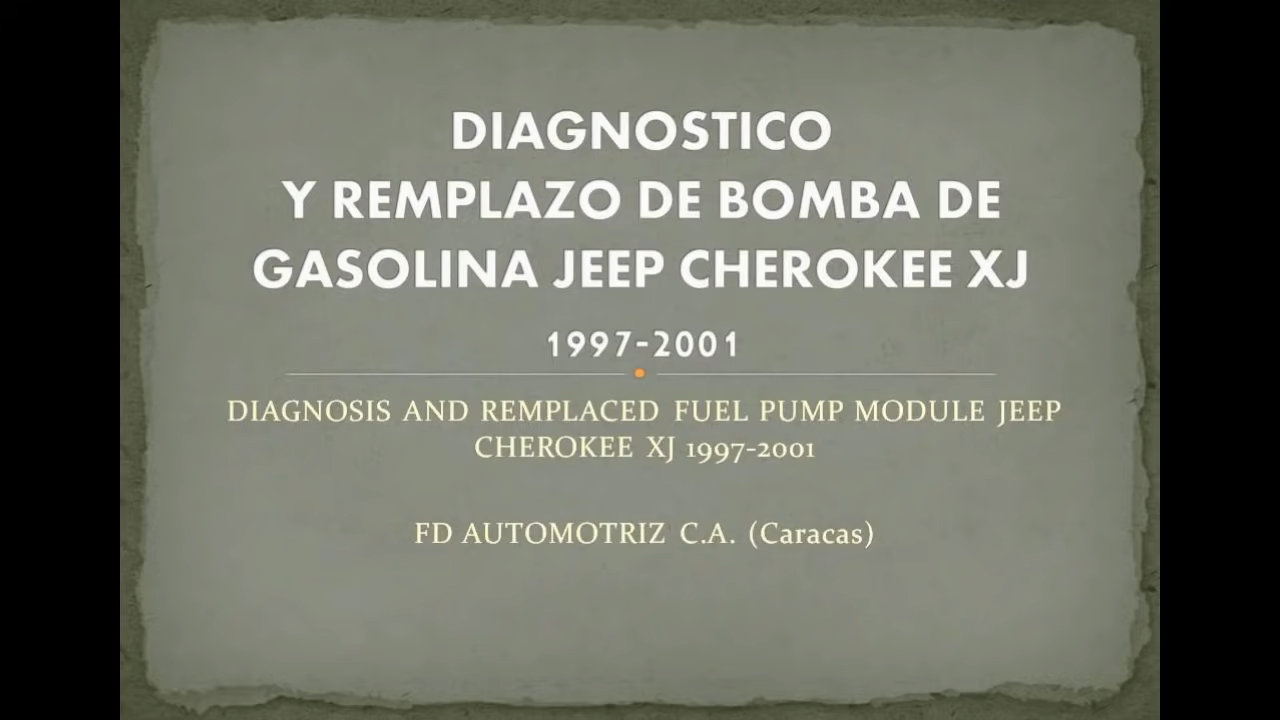 DIAGNOSTICO
Y REMPLAZO DE BOMBA DE
GASOLINA JEEP CHEROKEE XJ
1997-2001
DIAGNOSIS AND REMPLACED FUEL PUMP MODULE JEEP
CHEROKEE XJ 1997-2001
FD AUTOMOTRIZ C.A. (Caracas)